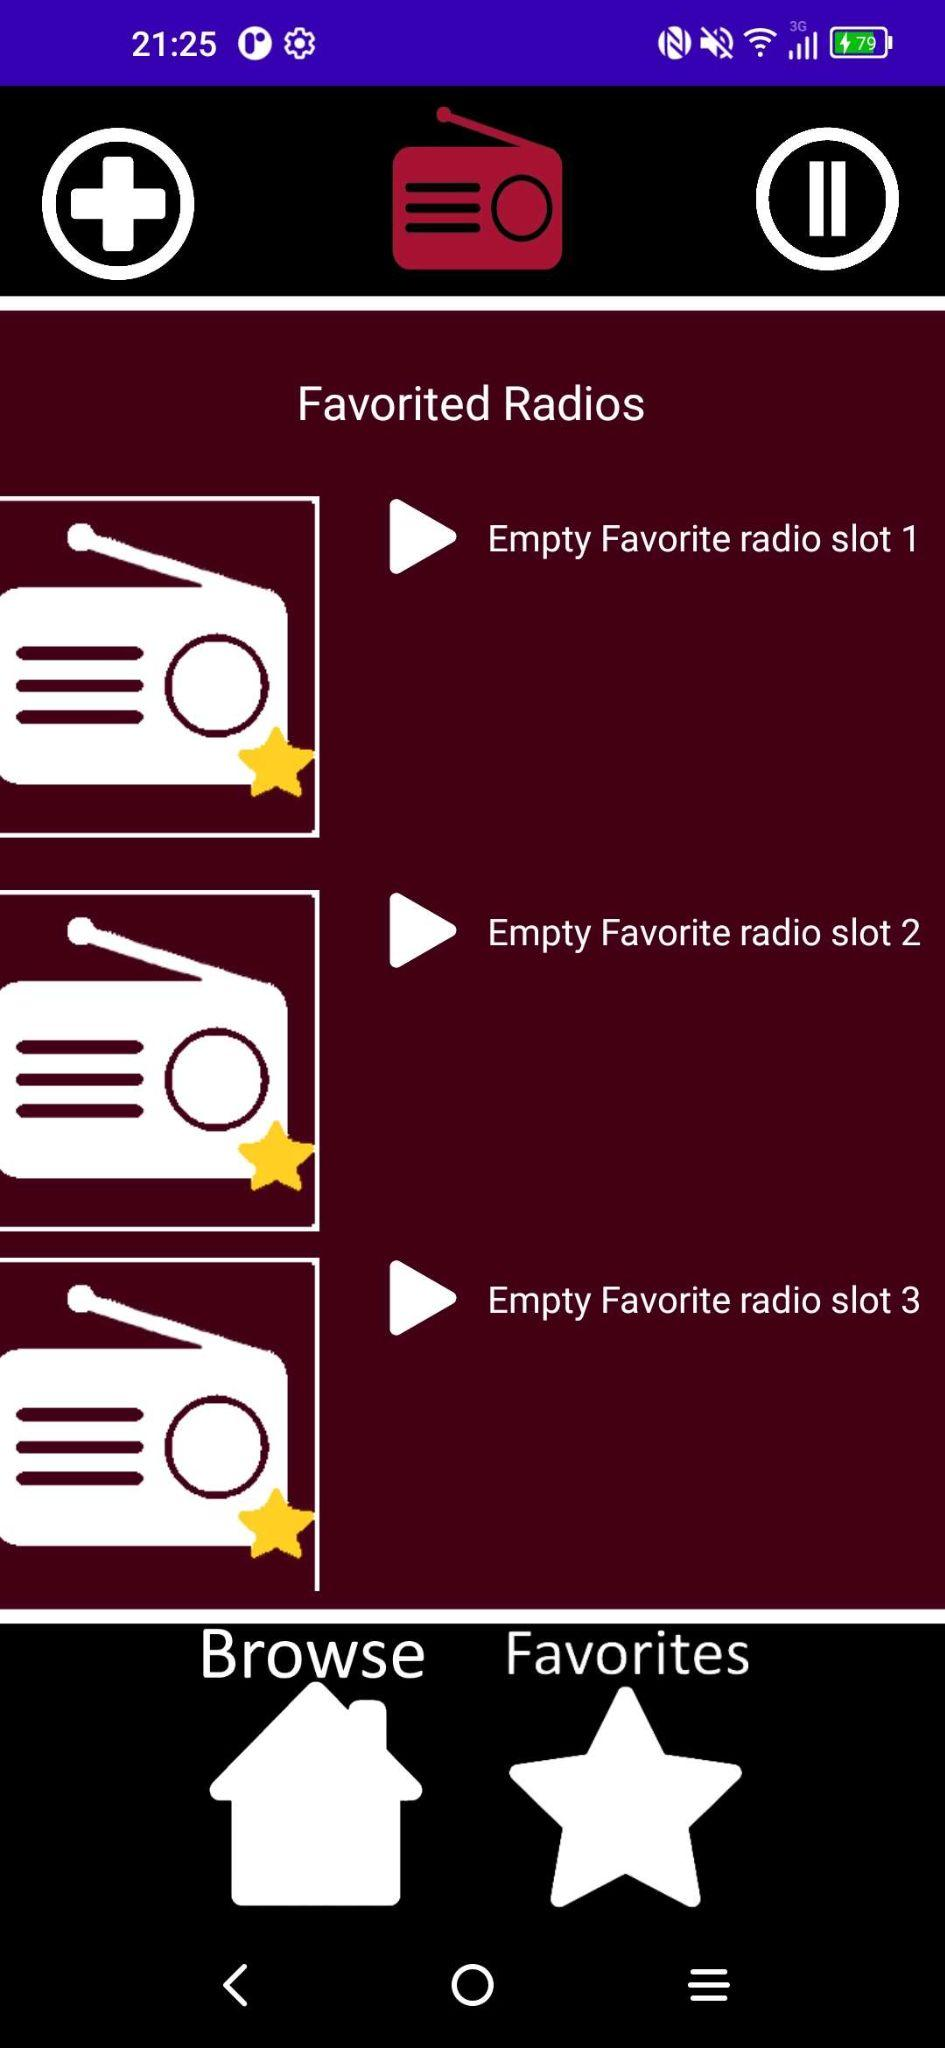 21:25
3G
79
Favorited Radios
Empty Favorite radio slot 1
Empty Favorite radio slot 2
Empty Favorite radio slot 3
Browse Favorites